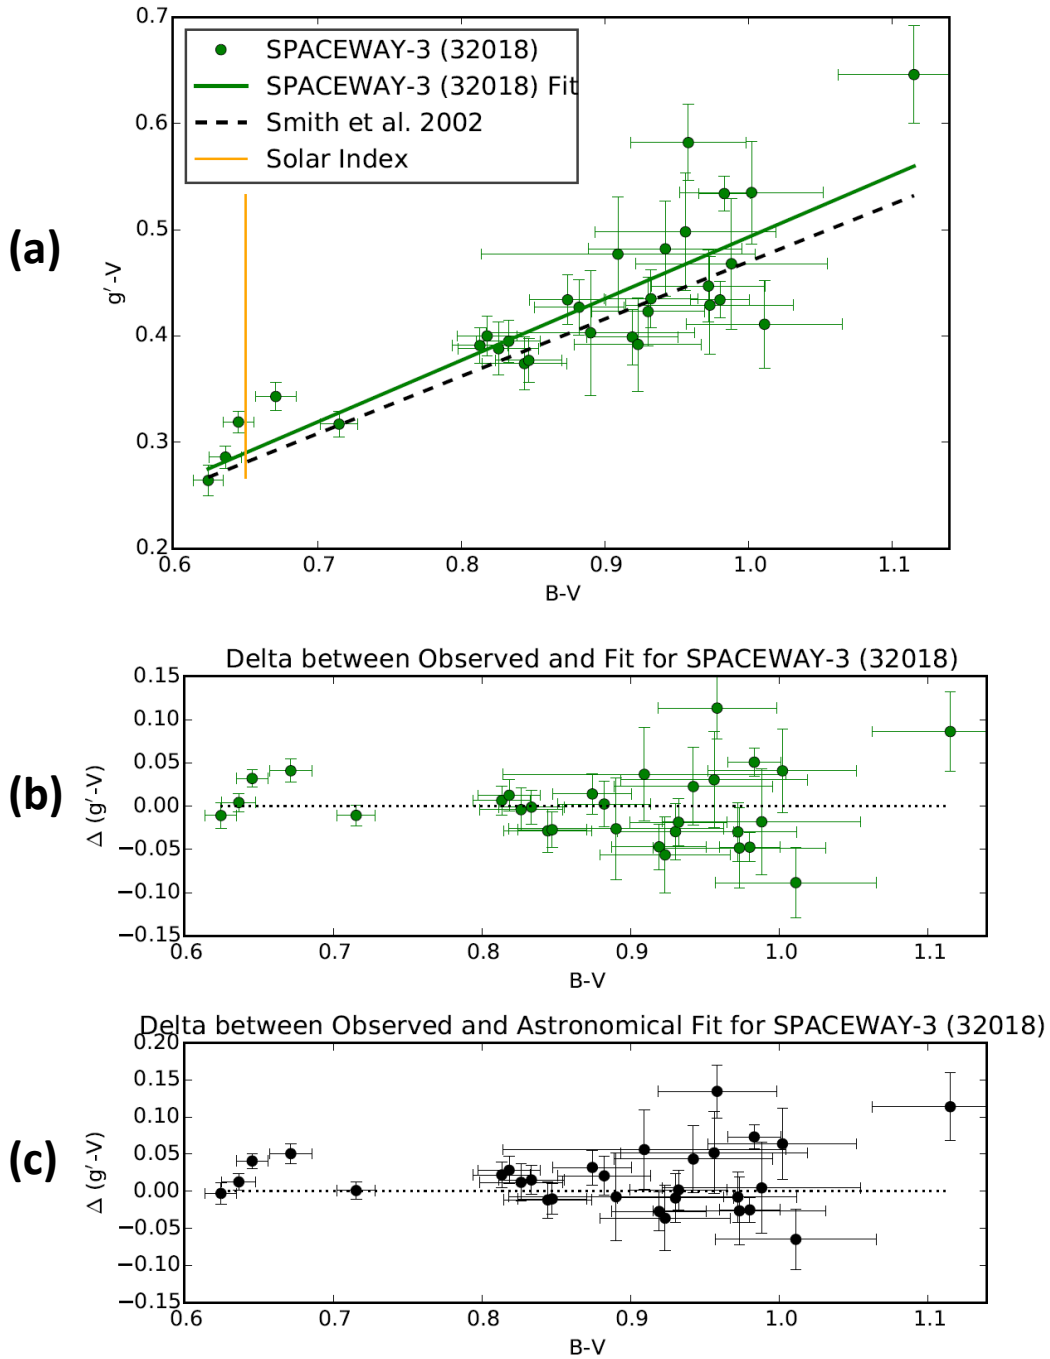 (a)
0.7
0.6
0.5
0.4
0.3
0.2
g′-V
SPACEWAY-3 (32018)
SPACEWAY-3 (32018) Fit
Smith et al. 2002
Solar Index
0.6 0.7 0.8 0.9 1.0 1.1
B-V
Delta between Observed and Fit for SPACEWAY-3 (32018)
(b)
0.15
0.10
0.05
0.00
−0.05
−0.10
−0.15
Δ (g′-V)
0.6 0.7 0.8 0.9 1.0 1.1
B-V
Delta between Observed and Astronomical Fit for SPACEWAY-3 (32018)
(c)
0.20
0.15
0.10
0.05
0.00
−0.05
−0.10
−0.15
Δ (g′-V)
0.6 0.7 0.8 0.9 1.0 1.1
B-V